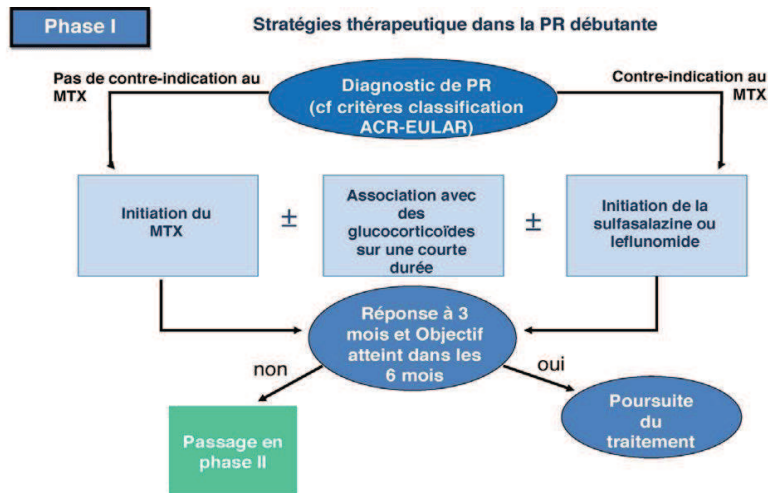 Phase I
Stratégies thérapeutique dans la PR débutante
Pas de contre-indication au
MTX
Diagnostic de PR
(cf critères classification
ACR-EULAR)
Contre-indication au
MTX
Initiation du
MTX
±
Association avec
des
glucocorticoïdes
sur une courte
durée
±
Initiation de la
sulfasalazine ou
leflunomide
Réponse à 3
mois et Objectif
atteint dans les
6 mois
non
oui
Passage en
phase II
Poursuite
du
traitement